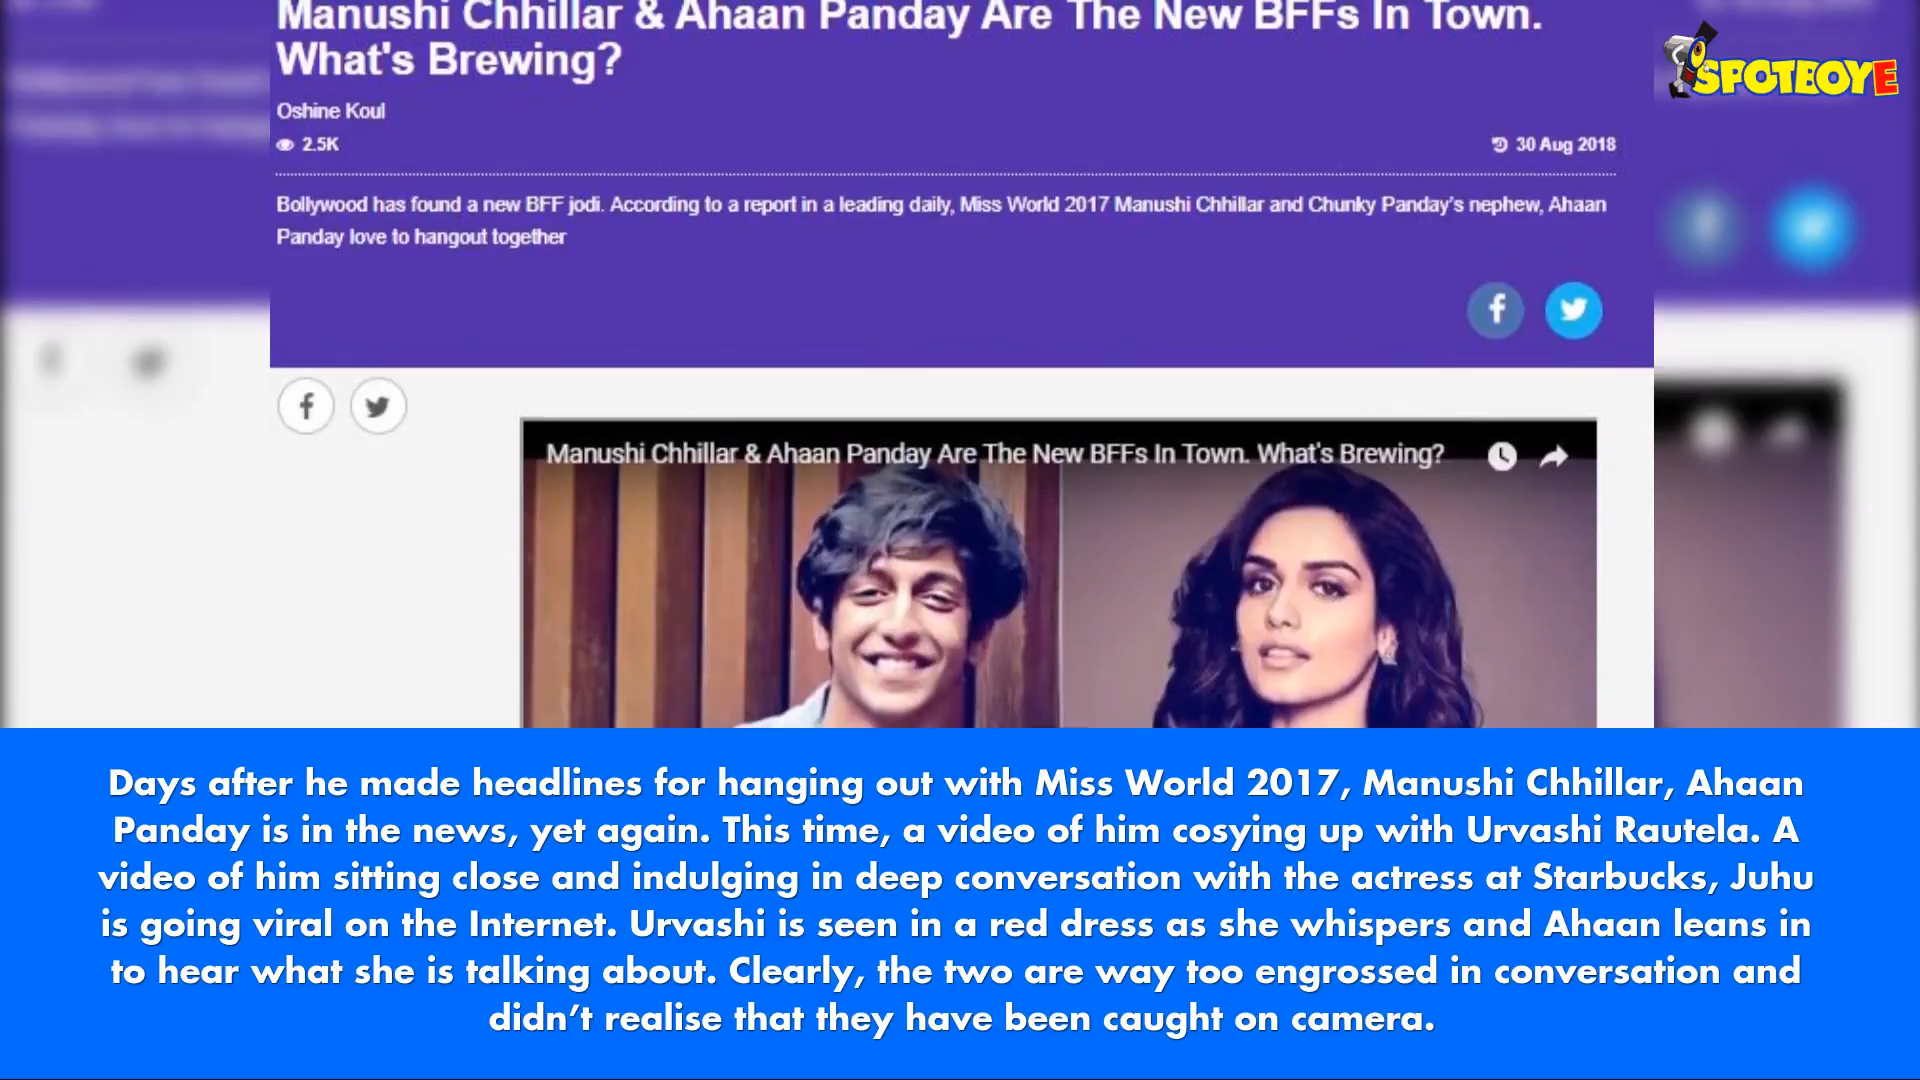 Manushi Chhillar & Ahaan Panday Are The New BFFs In Town.
What's Brewing?
SPOTBOYE
Oshine Koul
2.5K
30 Aug 2018
Bollywood has found a new BFF jodi. According to a report in a leading daily, Miss World 2017 Manushi Chhillar and Chunky Panday's nephew, Ahaan
Panday love to hangout together
Manushi Chhillar & Ahaan Panday Are The New BFFs In Town. What's Brewing?
Days after he made headlines for hanging out with Miss World 2017, Manushi Chhillar, Ahaan
Panday is in the news, yet again. This time, a video of him cosying up with Urvashi Rautela. A
video of him sitting close and indulging in deep conversation with the actress at Starbucks, Juhu
is going viral on the Internet. Urvashi is seen in a red dress as she whispers and Ahaan leans in
to hear what she is talking about. Clearly, the two are way too engrossed in conversation and
didn’t realise that they have been caught on camera.